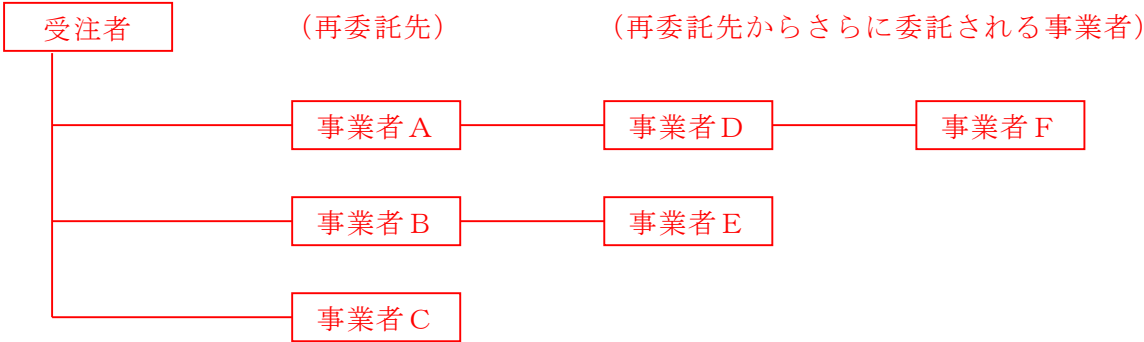 受注者 (再委託先) (再委託先からさらに委託される事業者)
事業者A 事業者D 事業者F
事業者B 事業者E
事業者C